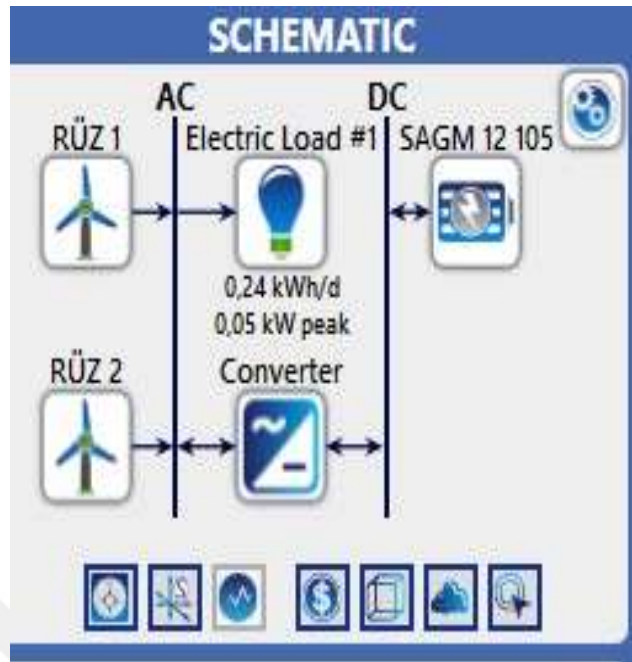 SCHEMATIC
AC DC
RÜZ 1 Electric Load #1 SAGM 12 105
0,24 kWh/d
0,05 kW peak
RÜZ 2 Converter